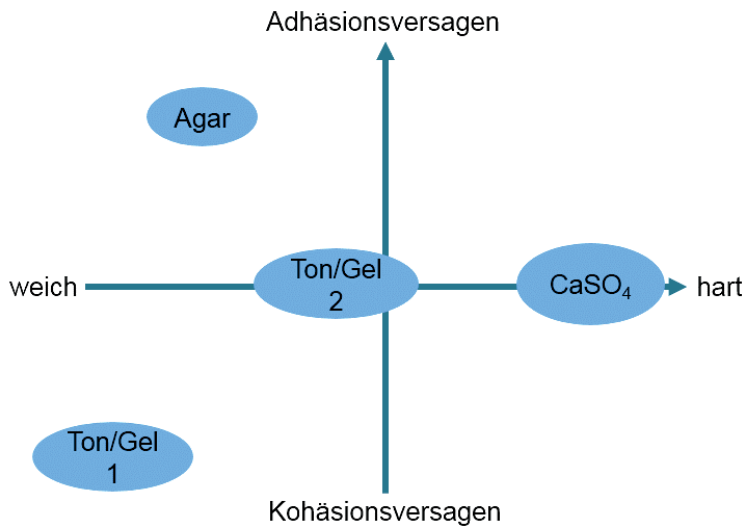 Adhäsionsversagen
Agar
Ton/Gel
2
CaSO₄
weich
hart
Ton/Gel
1
Kohäsionsversagen